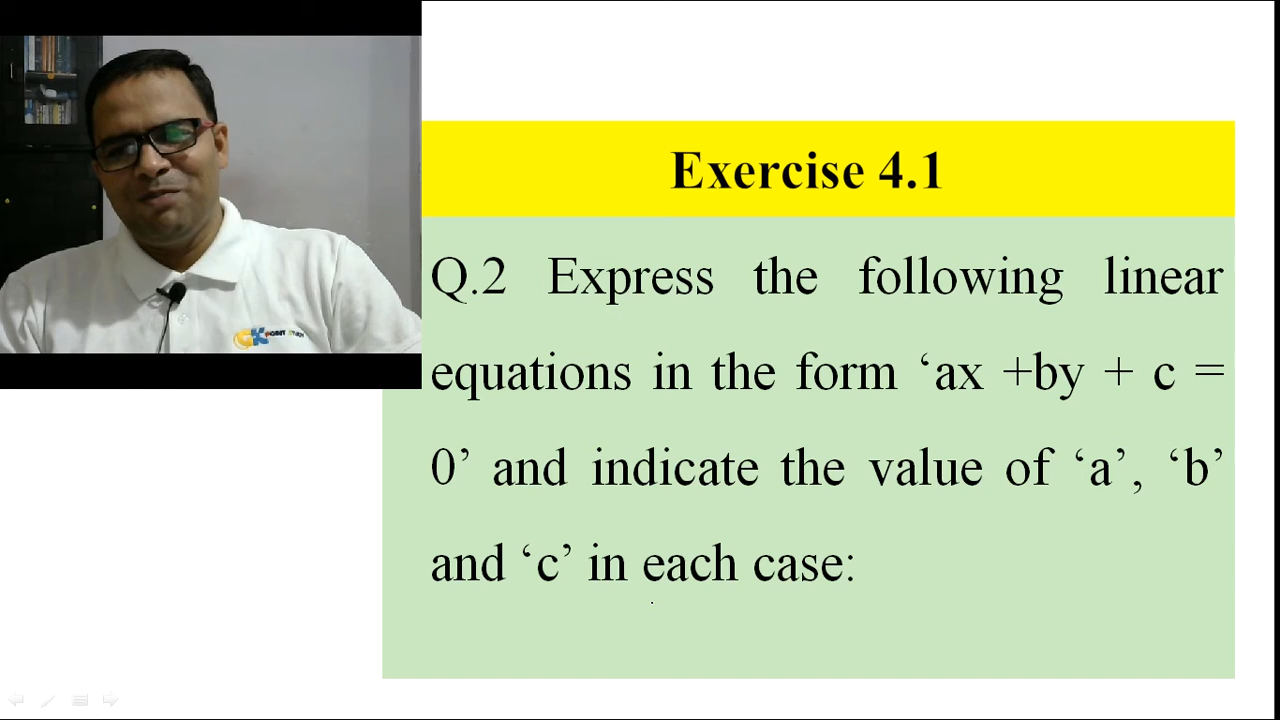 Exercise 4.1
Q.2 Express the following linear
equations in the form ‘ax +by + c =
0’ and indicate the value of ‘a’, ‘b’
and ‘c’ in each case: